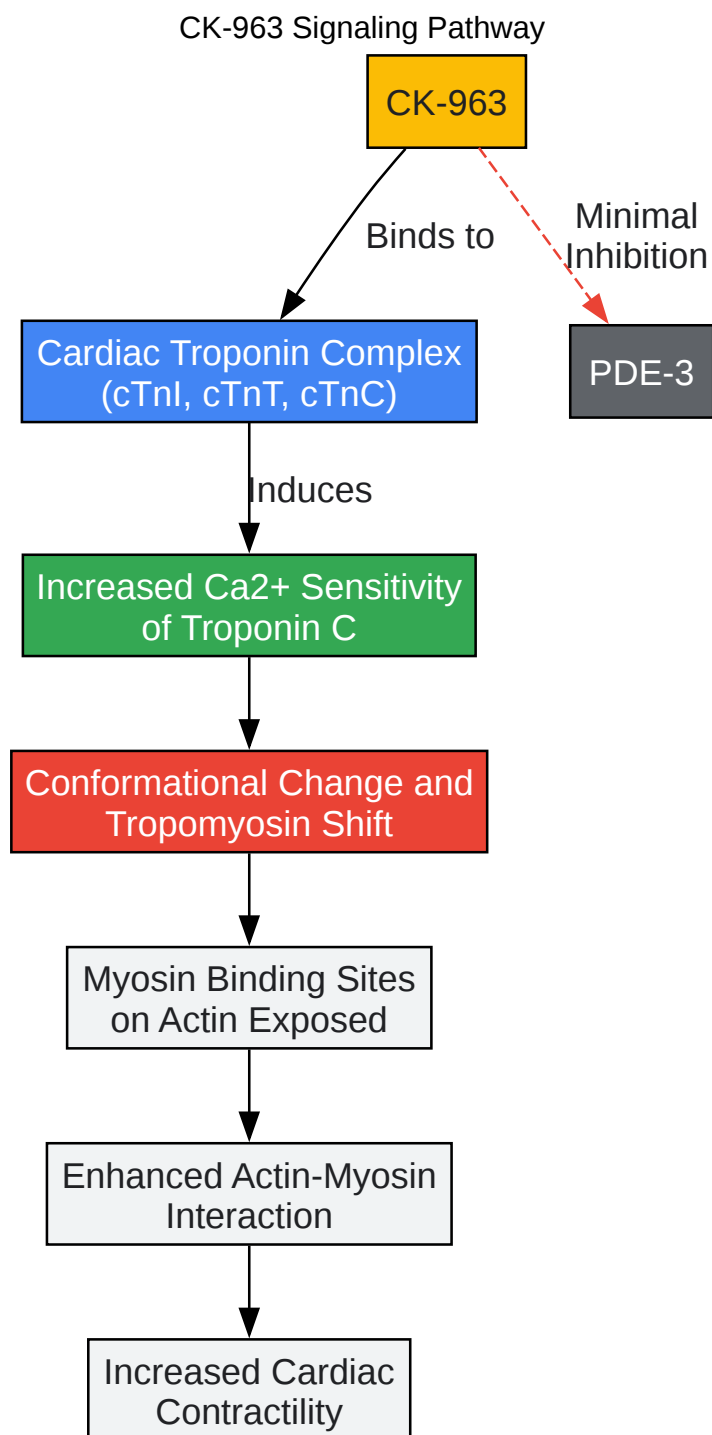 CK-963 Signaling Pathway
CK-963
Binds to
Minimal
Inhibition
Cardiac Troponin Complex
(cTnI, cTnT, cTnC)
PDE-3
Induces
Increased Ca2+ Sensitivity
of Troponin C
Conformational Change and
Tropomyosin Shift
Myosin Binding Sites
on Actin Exposed
Enhanced Actin-Myosin
Interaction
Increased Cardiac
Contractility